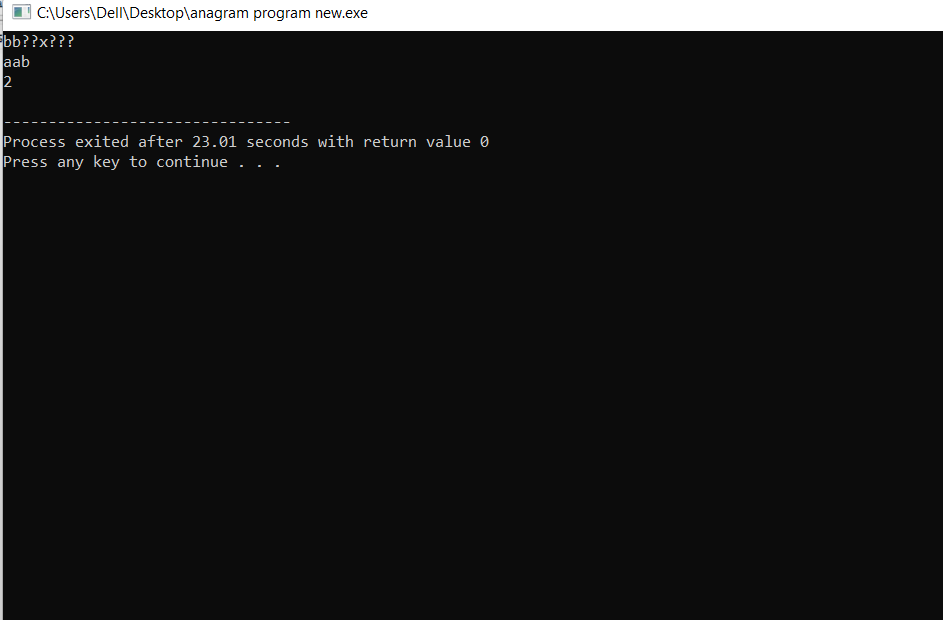 C:\Users\Dell\Desktop\anagram program new.exe
bb??x???
aab
2
--------------------------------
Process exited after 23.01 seconds with return value 0
Press any key to continue . . .